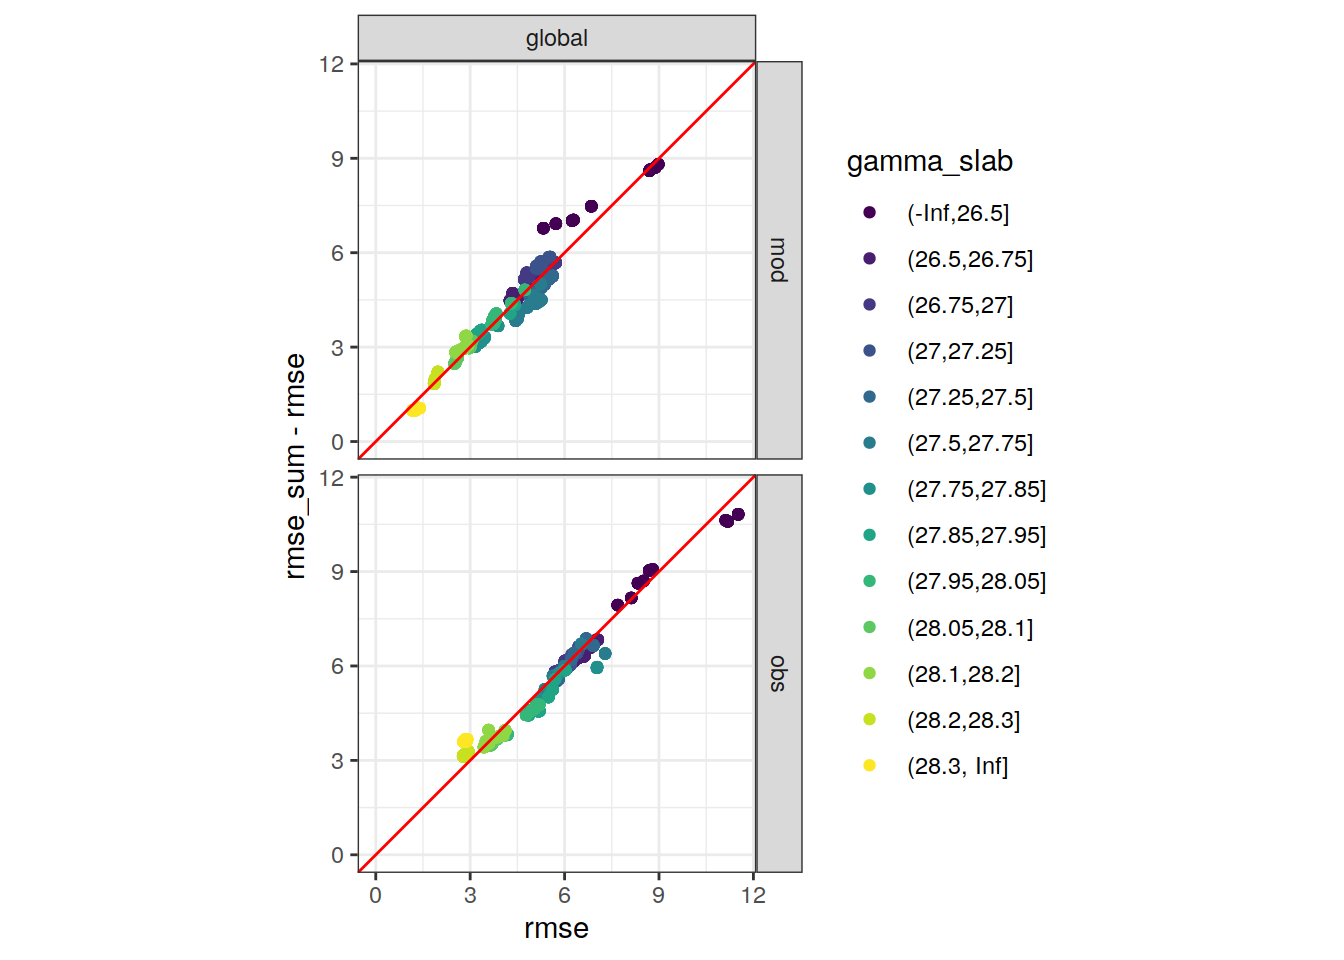 global
12
9
6
3
0
mod
12
9
6
3
0
obs
0 3 6 9 12
rmse
rmse_sum - rmse
gamma_slab
(-Inf,26.5]
(26.5,26.75]
(26.75,27]
(27,27.25]
(27.25,27.5]
(27.5,27.75]
(27.75,27.85]
(27.85,27.95]
(27.95,28.05]
(28.05,28.1]
(28.1,28.2]
(28.2,28.3]
(28.3, Inf]